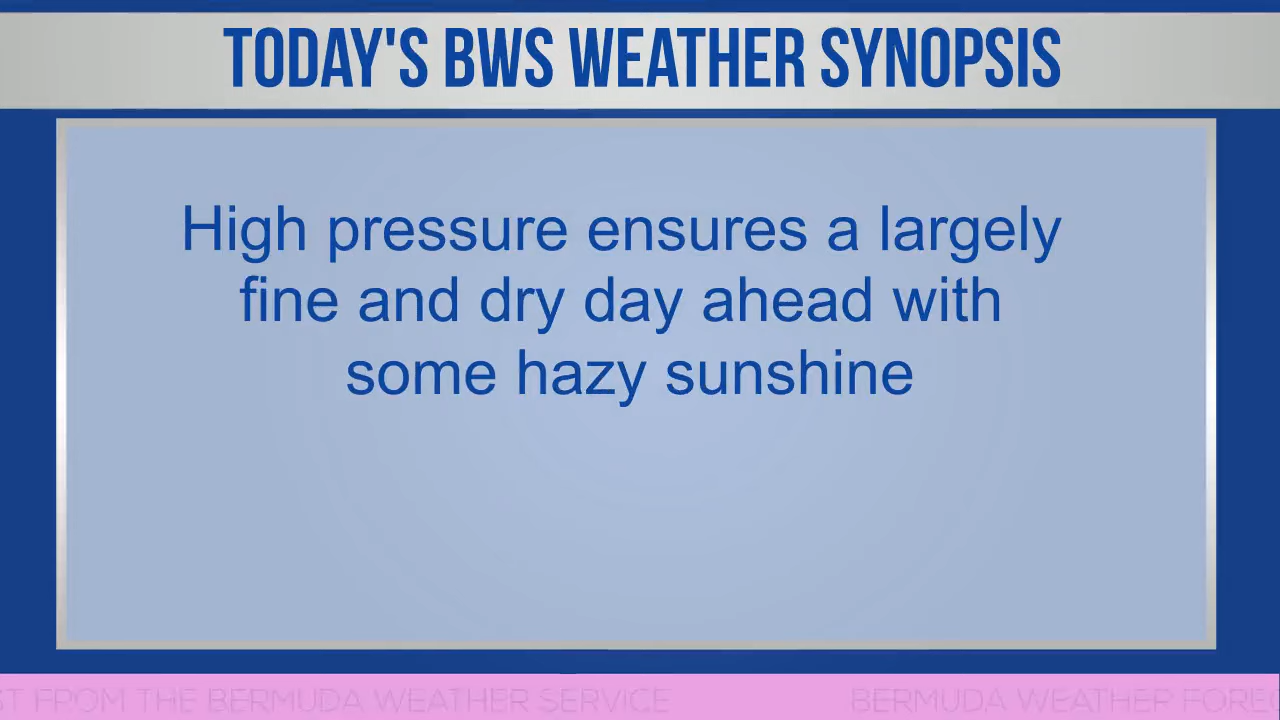 TODAY'S BWS WEATHER SYNOPSIS
High pressure ensures a largely
fine and dry day ahead with
some hazy sunshine
FROM THE BERMUDA WEATHER SERVICE BERMUDA WEATHER